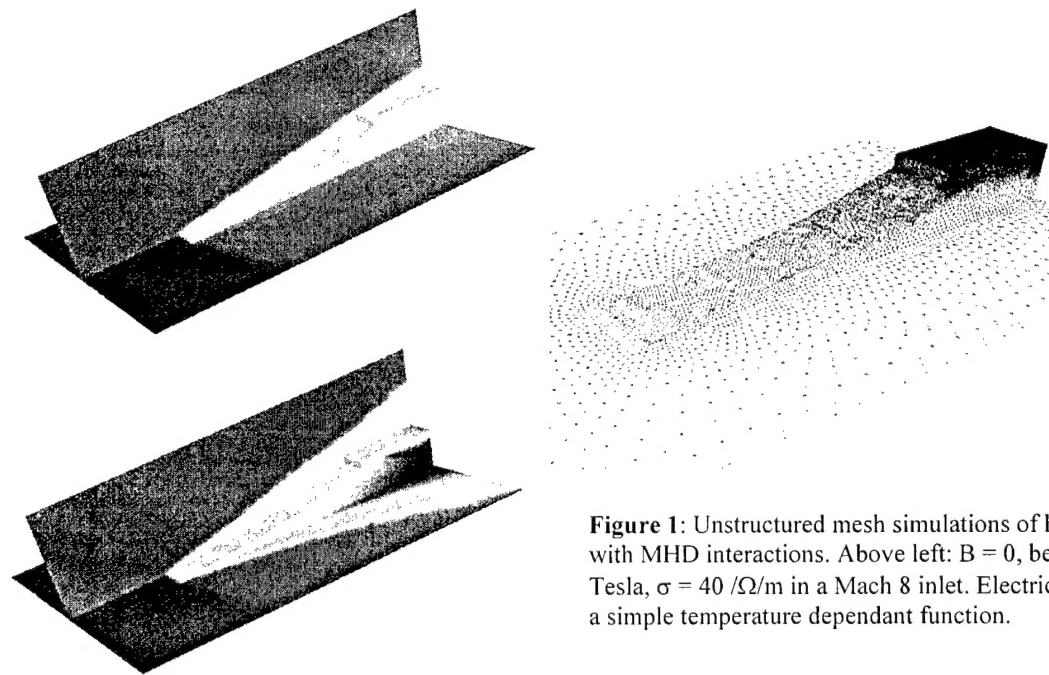 Figure 1: Unstructured mesh simulations of
with MHD interactions. Above left: B = 0,
Tesla, σ = 40 /Ω/m in a Mach 8 inlet. Electric
a simple temperature dependant function.